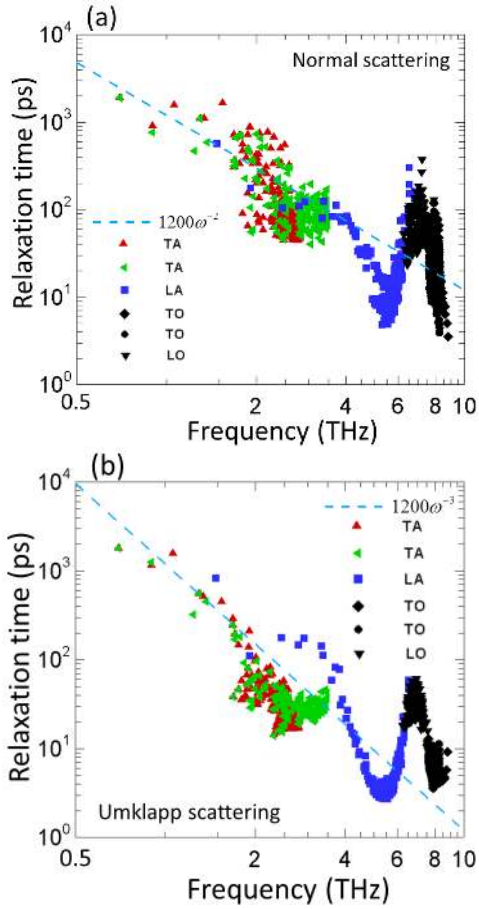 (a)
Normal scattering
Relaxation time (ps)
10⁴
10³
10²
10¹
10⁰
1200ω⁻²
TA
TA
LA
TO
TO
LO
0.5 2 4 6 8 10
Frequency (THz)
(b)
Umklapp scattering
Relaxation time (ps)
10⁴
10³
10²
10¹
10⁰
1200ω⁻³
TA
TA
LA
TO
TO
LO
0.5 2 4 6 8 10
Frequency (THz)